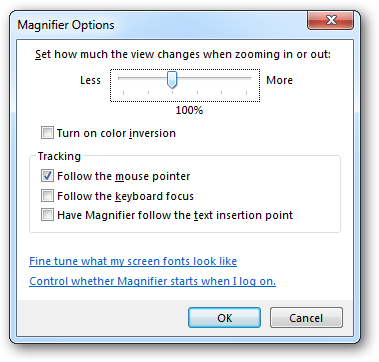 Magnifier Options
Set how much the view changes when zooming in or out:
Less More
100%
Turn on color inversion
Tracking
Follow the mouse pointer
Follow the keyboard focus
Have Magnifier follow the text insertion point
Fine tune what my screen fonts look like
Control whether Magnifier starts when I log on.
OK Cancel